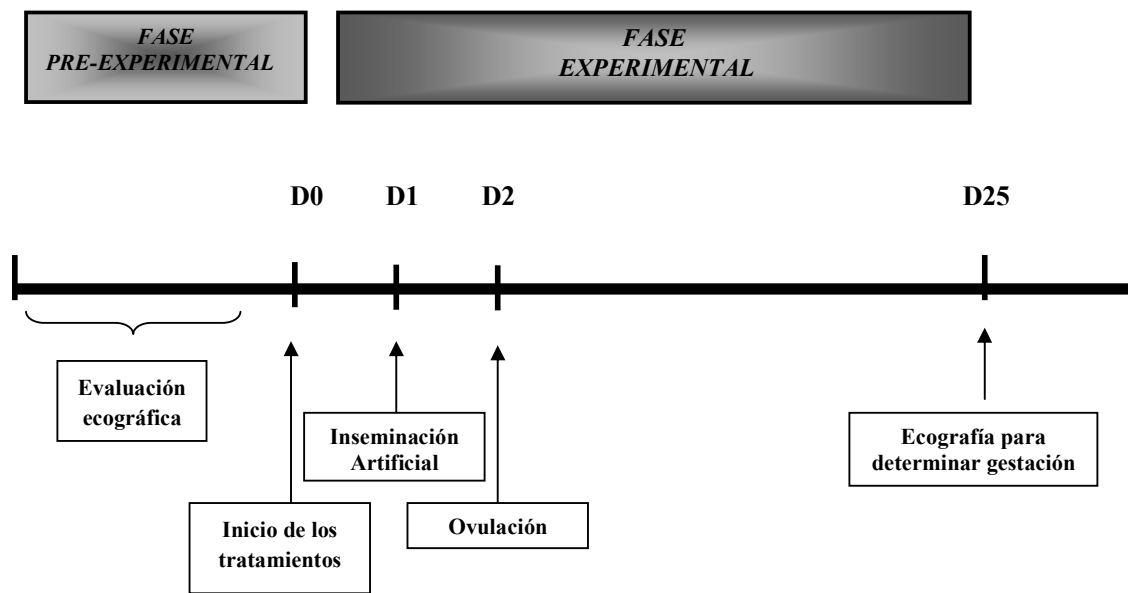 FASE
PRE-EXPERIMENTAL
FASE
EXPERIMENTAL
D0 D1 D2 D25
Evaluación
ecográfica
Inseminación
Artificial
Ecografía para
determinar gestación
Inicio de los
tratamientos
Ovulación